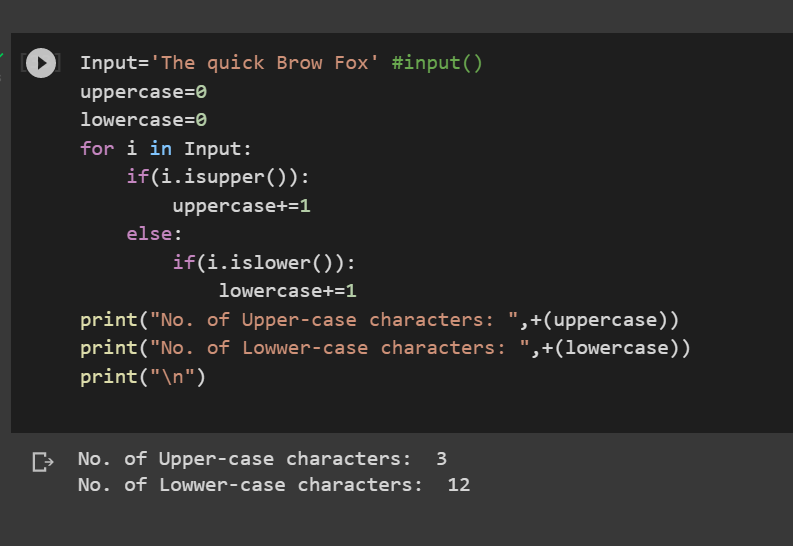 Input='The quick Brow Fox' #input()
uppercase=0
lowercase=0
for i in Input:
    if(i.isupper()):
        uppercase+=1
    else:
        if(i.islower()):
            lowercase+=1
print("No. of Upper-case characters: ",+(uppercase))
print("No. of Lowwer-case characters: ",+(lowercase))
print("\n")
No. of Upper-case characters:  3
No. of Lowwer-case characters:  12